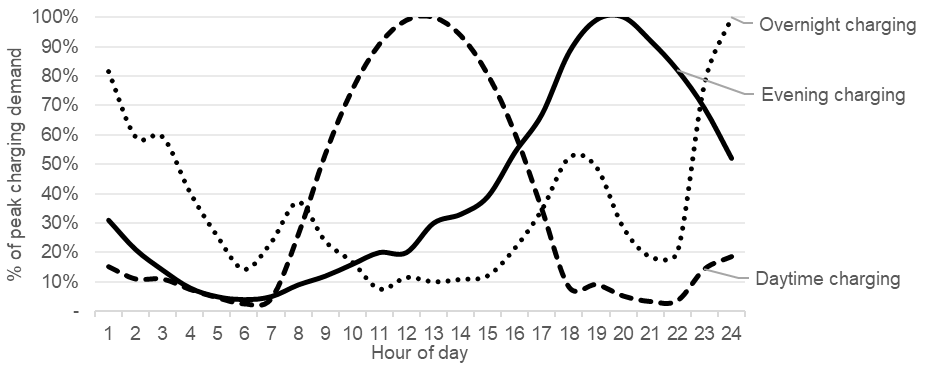 % of peak charging demand
100%
90%
80%
70%
60%
50%
40%
30%
20%
10%
-
1 2 3 4 5 6 7 8 9 10 11 12 13 14 15 16 17 18 19 20 21 22 23 24
Hour of day
Overnight charging
Evening charging
Daytime charging